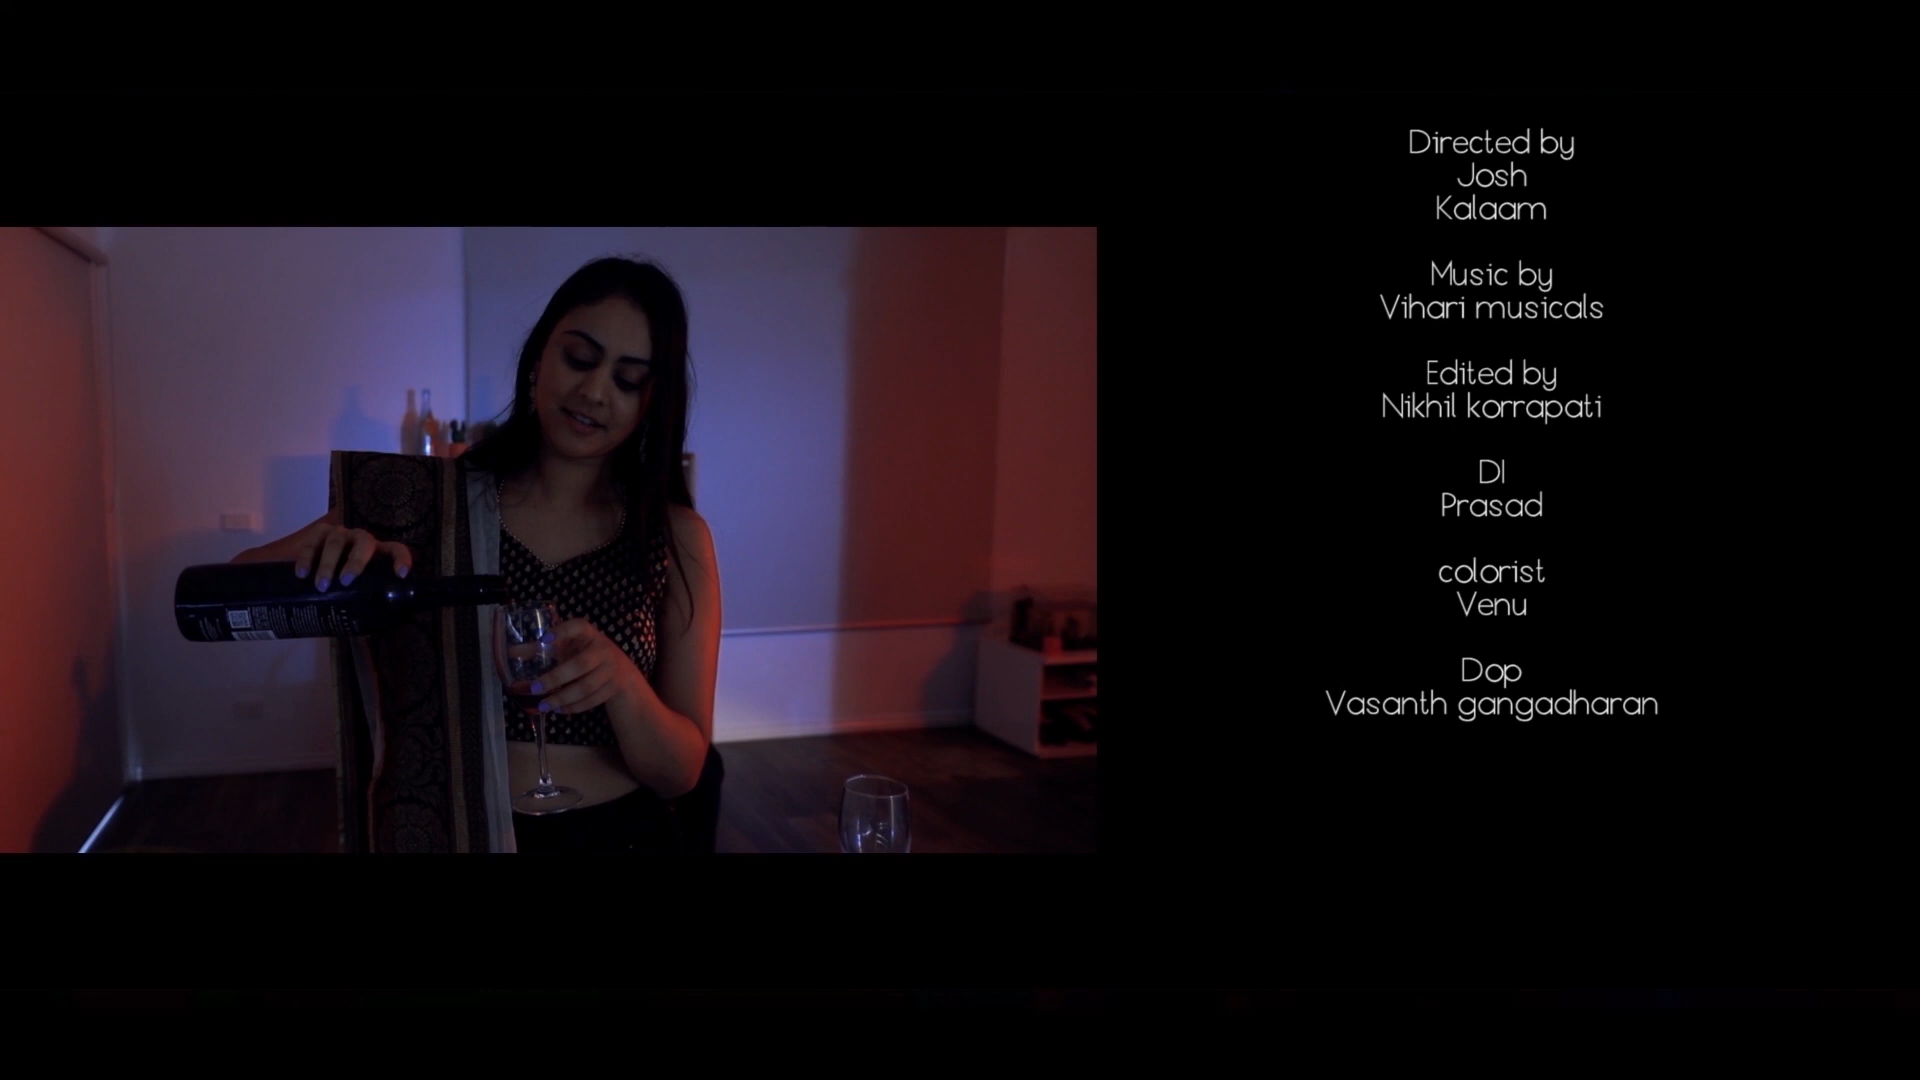 Directed by
Josh
Kalaam
Music by
Vihari musicals
Edited by
Nikhil korrapati
DI
Prasad
colorist
Venu
Dop
Vasanth gangadharan